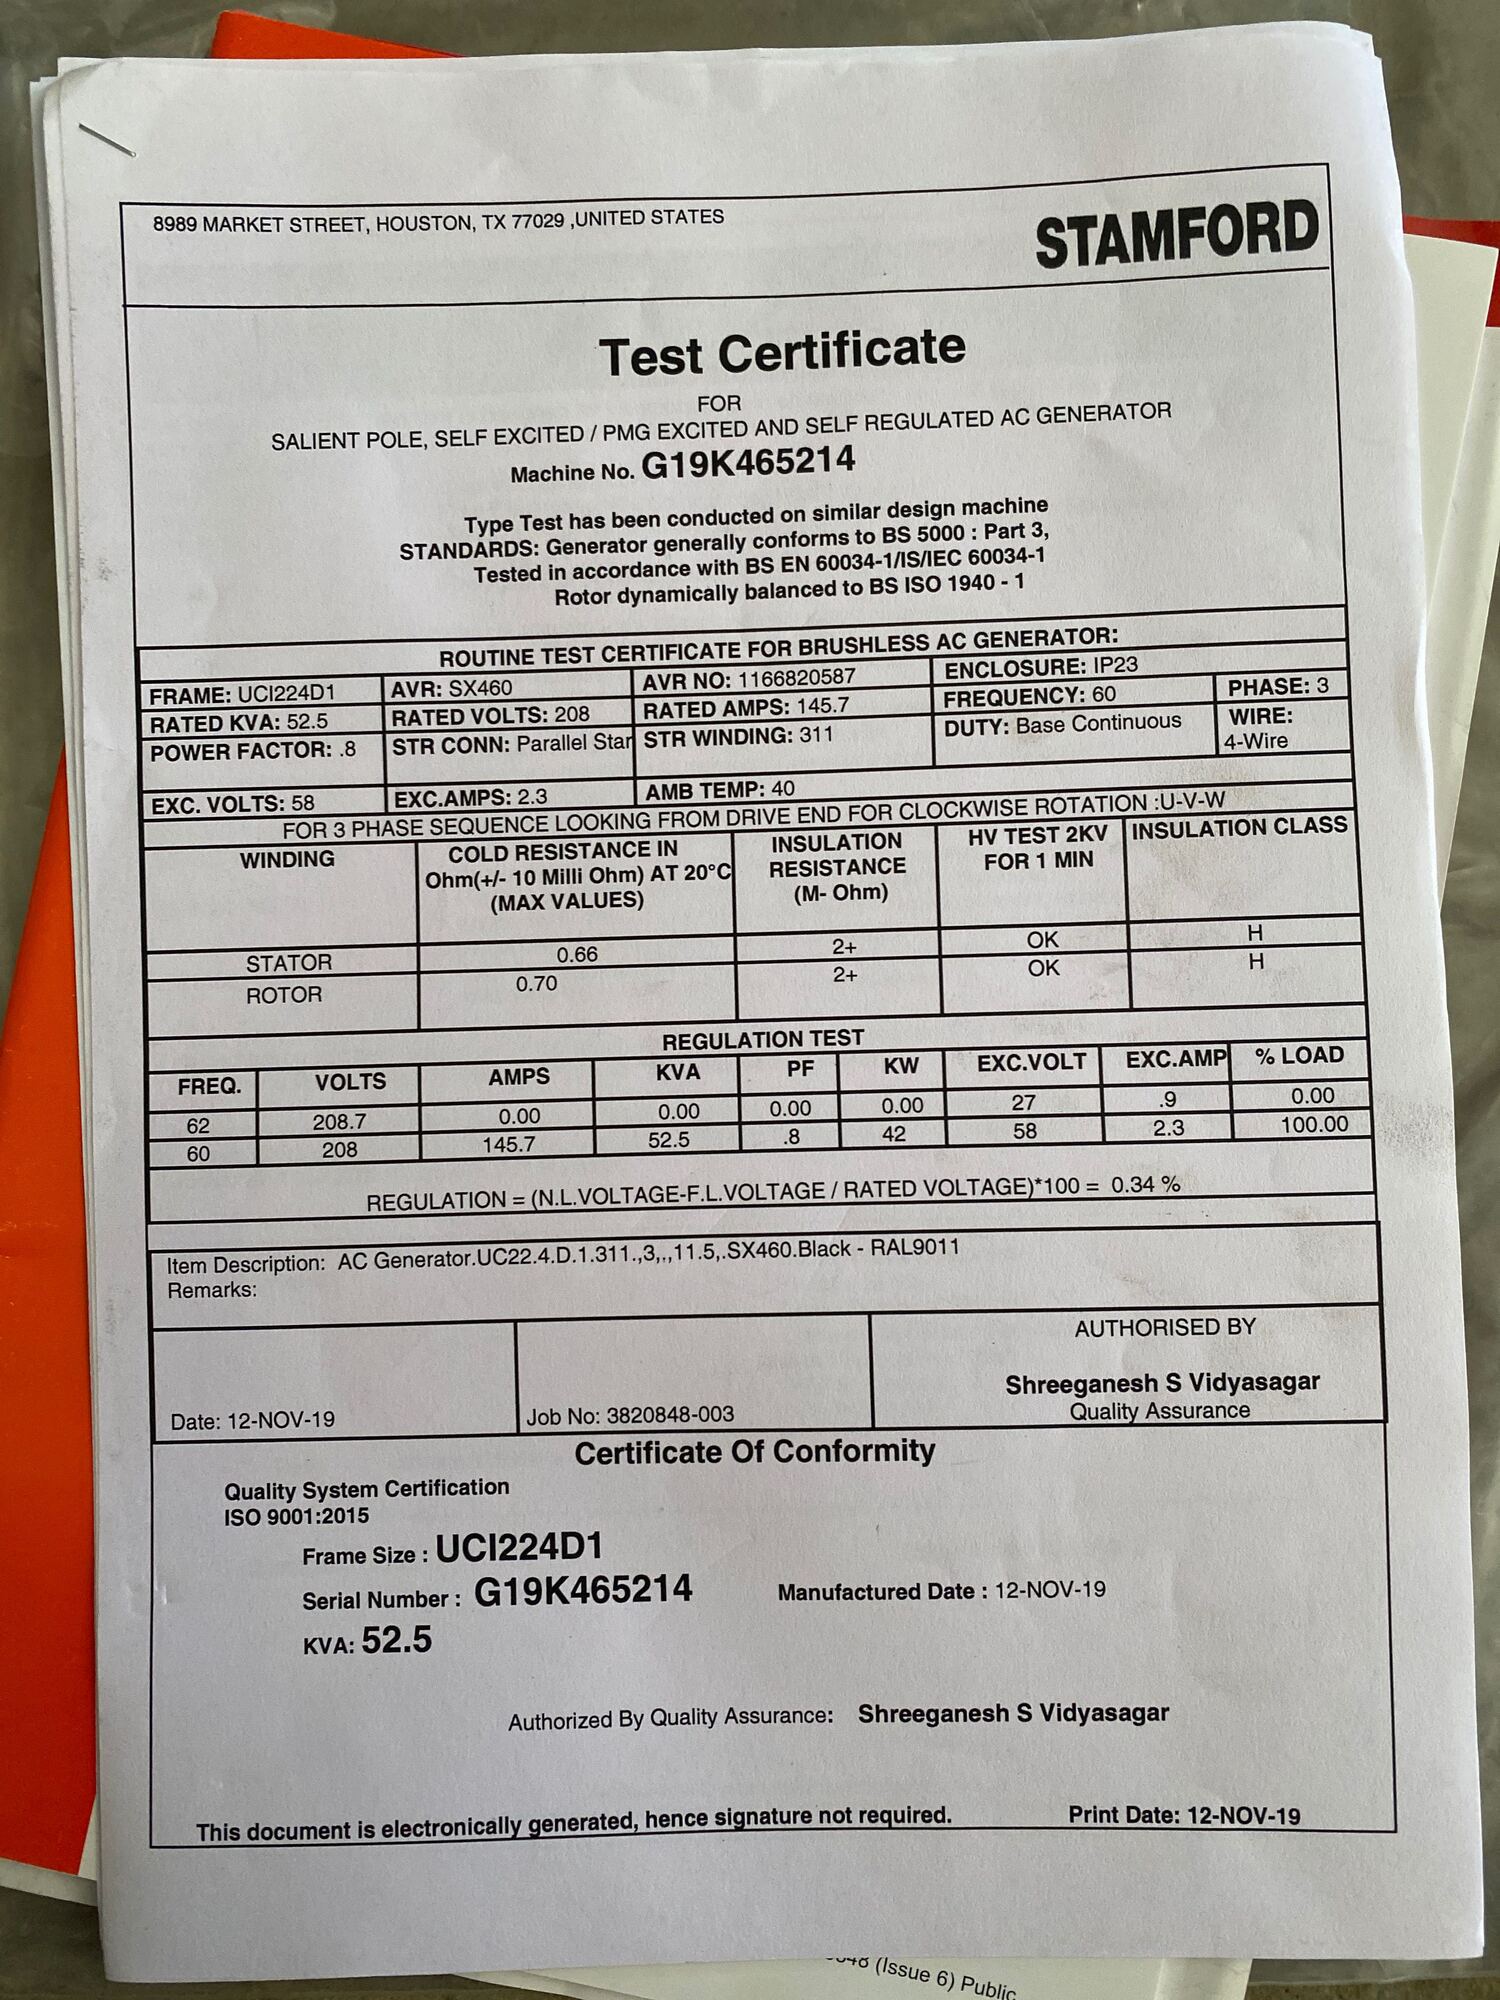 8989 MARKET STREET, HOUSTON, TX 77029 ,UNITED STATES
STAMFORD
Test Certificate
FOR
SALIENT POLE, SELF EXCITED / PMG EXCITED AND SELF REGULATED AC GENERATOR
Machine No. G19K465214
Type Test has been conducted on similar design machine
STANDARDS: Generator generally conforms to BS 5000 : Part 3,
Tested in accordance with BS EN 60034-1/IS/IEC 60034-1
Rotor dynamically balanced to BS ISO 1940 - 1
ROUTINE TEST CERTIFICATE FOR BRUSHLESS AC GENERATOR:
FRAME: UCI224D1 AVR: SX460 AVR NO: 1166820587 ENCLOSURE: IP23
RATED KVA: 52.5 RATED VOLTS: 208 RATED AMPS: 145.7 FREQUENCY: 60 PHASE: 3
POWER FACTOR: .8 STR CONN: Parallel Star STR WINDING: 311 DUTY: Base Continuous WIRE:
4-Wire
EXC. VOLTS: 58 EXC.AMPS: 2.3 AMB TEMP: 40
FOR 3 PHASE SEQUENCE LOOKING FROM DRIVE END FOR CLOCKWISE ROTATION :U-V-W
WINDING COLD RESISTANCE IN INSULATION HV TEST 2KV INSULATION CLASS
Ohm(+/- 10 Milli Ohm) AT 20°C RESISTANCE FOR 1 MIN
(MAX VALUES) (M- Ohm)
STATOR 0.66 2+ OK H
ROTOR 0.70 2+ OK H
REGULATION TEST
FREQ. VOLTS AMPS KVA PF KW EXC.VOLT EXC.AMP % LOAD
62 208.7 0.00 0.00 0.00 0.00 27 .9 0.00
60 208 145.7 52.5 .8 42 58 2.3 100.00
REGULATION = (N.L.VOLTAGE-F.L.VOLTAGE / RATED VOLTAGE)*100 = 0.34 %
Item Description: AC Generator.UC22.4.D.1.311.,3,.,11.5,.SX460.Black - RAL9011
Remarks:
AUTHORISED BY
Shreeganesh S Vidyasagar
Date: 12-NOV-19 Job No: 3820848-003 Quality Assurance
Certificate Of Conformity
Quality System Certification
ISO 9001:2015
Frame Size : UCI224D1
Serial Number : G19K465214 Manufactured Date : 12-NOV-19
KVA: 52.5
Authorized By Quality Assurance: Shreeganesh S Vidyasagar
This document is electronically generated, hence signature not required. Print Date: 12-NOV-19
(Issue 6) Public